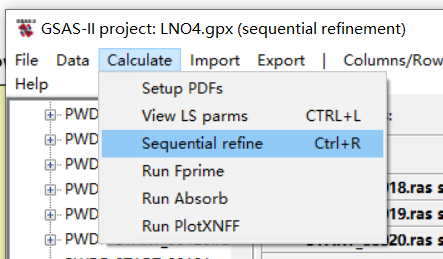 GSAS-II project: LNO4.gpx (sequential refinement)
File Data Calculate Import Export | Columns/Row
Help
Setup PDFs
View LS parms CTRL+L
Sequential refine Ctrl+R
Run Fprime
Run Absorb
Run PlotXNFF
PWD
PWD
PWD
PWD
PWD
PWD
s:
018.ras s
019.ras s